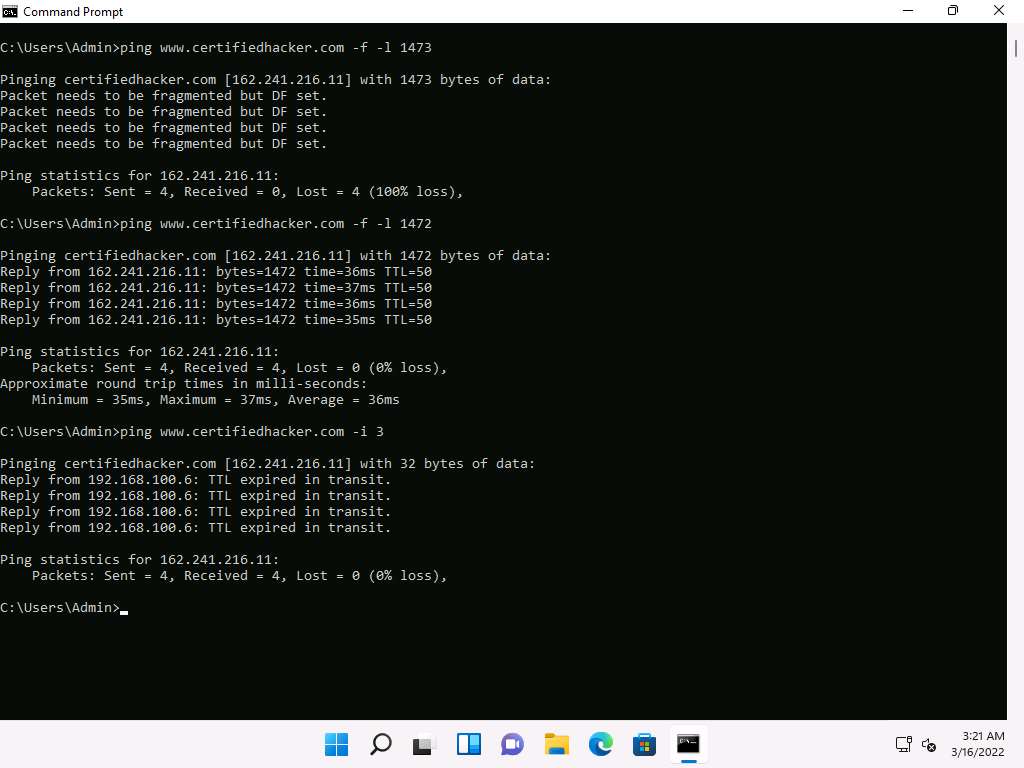 Command Prompt
C:\Users\Admin>ping www.certifiedhacker.com -f -l 1473
Pinging certifiedhacker.com [162.241.216.11] with 1473 bytes of data:
Packet needs to be fragmented but DF set.
Packet needs to be fragmented but DF set.
Packet needs to be fragmented but DF set.
Packet needs to be fragmented but DF set.
Ping statistics for 162.241.216.11:
    Packets: Sent = 4, Received = 0, Lost = 4 (100% loss),
C:\Users\Admin>ping www.certifiedhacker.com -f -l 1472
Pinging certifiedhacker.com [162.241.216.11] with 1472 bytes of data:
Reply from 162.241.216.11: bytes=1472 time=36ms TTL=50
Reply from 162.241.216.11: bytes=1472 time=37ms TTL=50
Reply from 162.241.216.11: bytes=1472 time=36ms TTL=50
Reply from 162.241.216.11: bytes=1472 time=35ms TTL=50
Ping statistics for 162.241.216.11:
    Packets: Sent = 4, Received = 4, Lost = 0 (0% loss),
Approximate round trip times in milli-seconds:
    Minimum = 35ms, Maximum = 37ms, Average = 36ms
C:\Users\Admin>ping www.certifiedhacker.com -i 3
Pinging certifiedhacker.com [162.241.216.11] with 32 bytes of data:
Reply from 192.168.100.6: TTL expired in transit.
Reply from 192.168.100.6: TTL expired in transit.
Reply from 192.168.100.6: TTL expired in transit.
Reply from 192.168.100.6: TTL expired in transit.
Ping statistics for 162.241.216.11:
    Packets: Sent = 4, Received = 4, Lost = 0 (0% loss),
C:\Users\Admin>
3:21 AM
3/16/2022